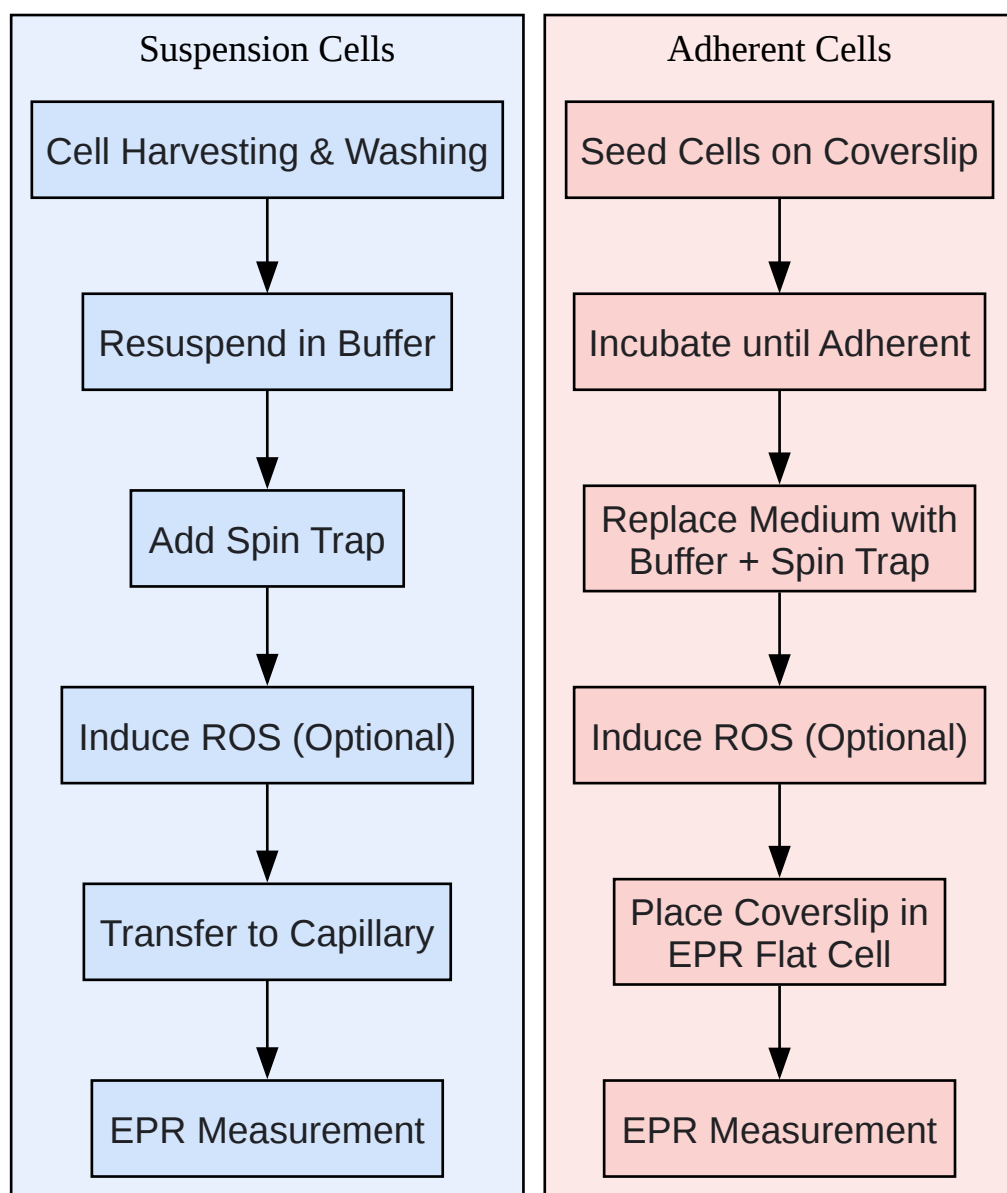 Suspension Cells
Cell Harvesting & Washing
Resuspend in Buffer
Add Spin Trap
Induce ROS (Optional)
Transfer to Capillary
EPR Measurement
Adherent Cells
Seed Cells on Coverslip
Incubate until Adherent
Replace Medium with
Buffer + Spin Trap
Induce ROS (Optional)
Place Coverslip in
EPR Flat Cell
EPR Measurement